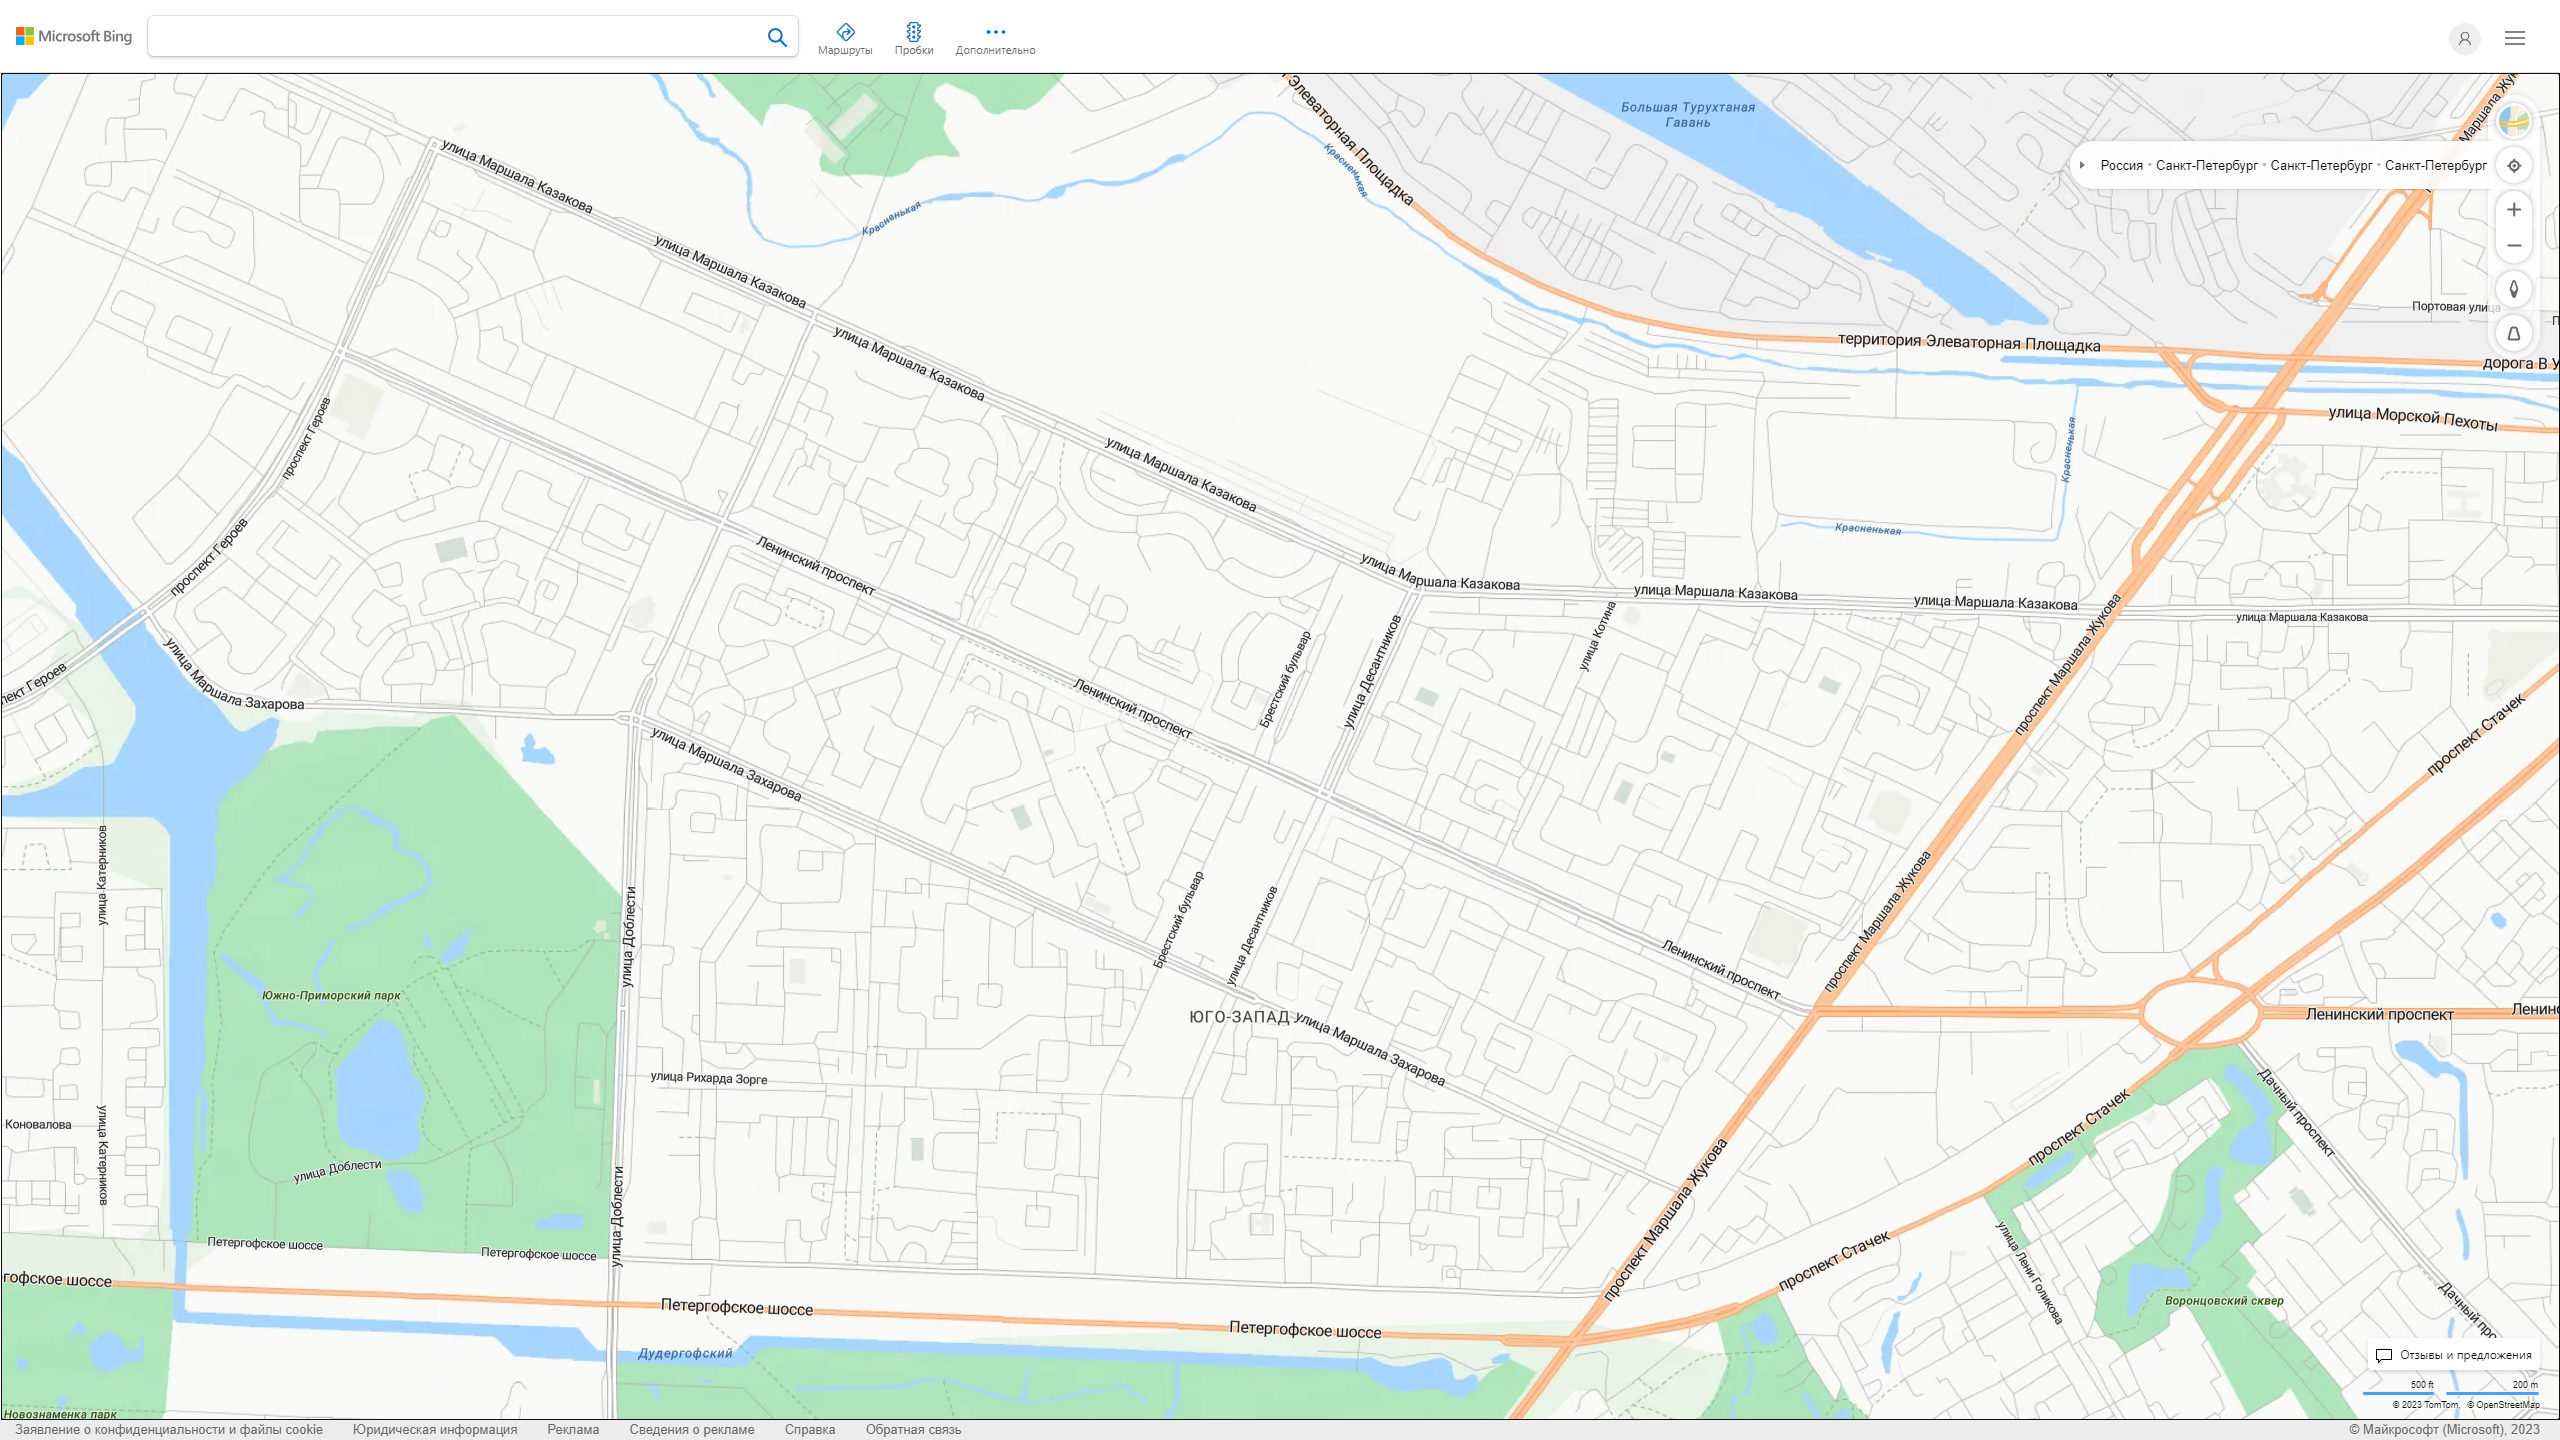 Microsoft Bing
Маршруты
Пробки
Дополнительно
Элеваторная Площадка
Большая Турухтаная
Гавань
Маршала Жук
улица Маршала Казакова
Красненькая
Красненькая
Россия • Санкт-Петербург • Санкт-Петербург • Санкт-Петербург
улица Маршала Казакова
Портовая улица
улица Маршала Казакова
территория Элеваторная Площадка
дорога В У
проспект Героев
улица Морской Пехоты
Красненькая
улица Маршала Казакова
Красненькая
проспект Героев
Ленинский проспект
улица Маршала Казакова
улица Маршала Казакова
улица Маршала Казакова
улица Маршала Казакова
улица Котина
Брестский бульвар
улица Десантников
проспект Маршала Жукова
пект Героев
улица Маршала Захарова
Ленинский проспект
проспект Стачек
улица Маршала Захарова
улица Катерников
улица Доблести
Брестский бульвар
улица Десантников
проспект Маршала Жукова
Ленинский проспект
Южно-Приморский парк
ЮГО-ЗАПАД
улица Маршала Захарова
Ленинский проспект
Ленинс
улица Рихарда Зорге
Дачный проспект
Коновалова
улица Катерников
проспект Стачек
улица Доблести
улица Доблести
проспект Маршала Жукова
Петергофское шоссе
Петергофское шоссе
проспект Стачек
улица Лени Голикова
гофское шоссе
Петергофское шоссе
Петергофское шоссе
Воронцовский сквер
Дачный про
Дудергофский
Отзывы и предложения
500 ft
200 m
© 2023 TomTom, © OpenStreetMap
Новознаменка парк
Заявление о конфиденциальности и файлы cookie
Юридическая информация
Реклама
Сведения о рекламе
Справка
Обратная связь
© Майкрософт (Microsoft), 2023